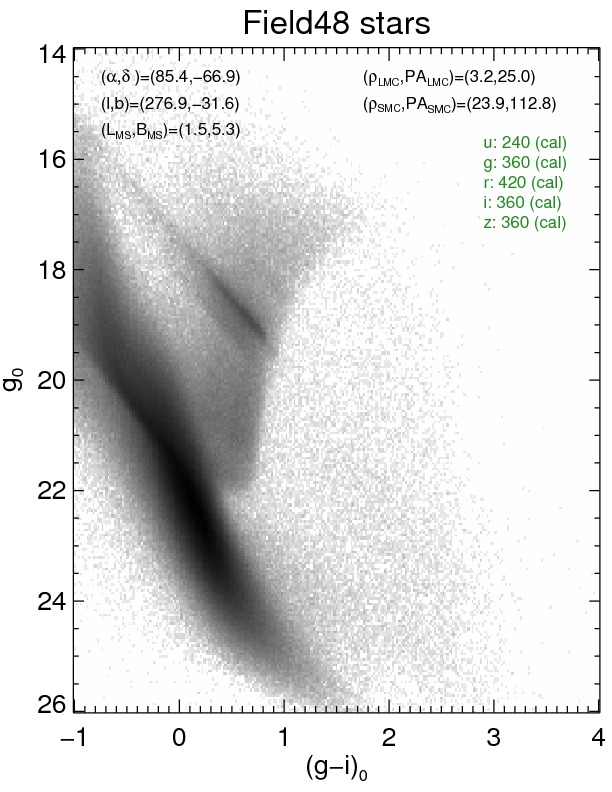 Field48 stars
(α,δ )=(85.4,−66.9)
(ρLMC,PALMC)=(3.2,25.0)
(l,b)=(276.9,−31.6)
(ρSMC,PASMC)=(23.9,112.8)
(LMS,BMS)=(1.5,5.3)
u: 240 (cal)
g: 360 (cal)
r: 420 (cal)
i: 360 (cal)
z: 360 (cal)
14
16
18
20
22
24
26
g0
−1 0 1 2 3 4
(g−i)0